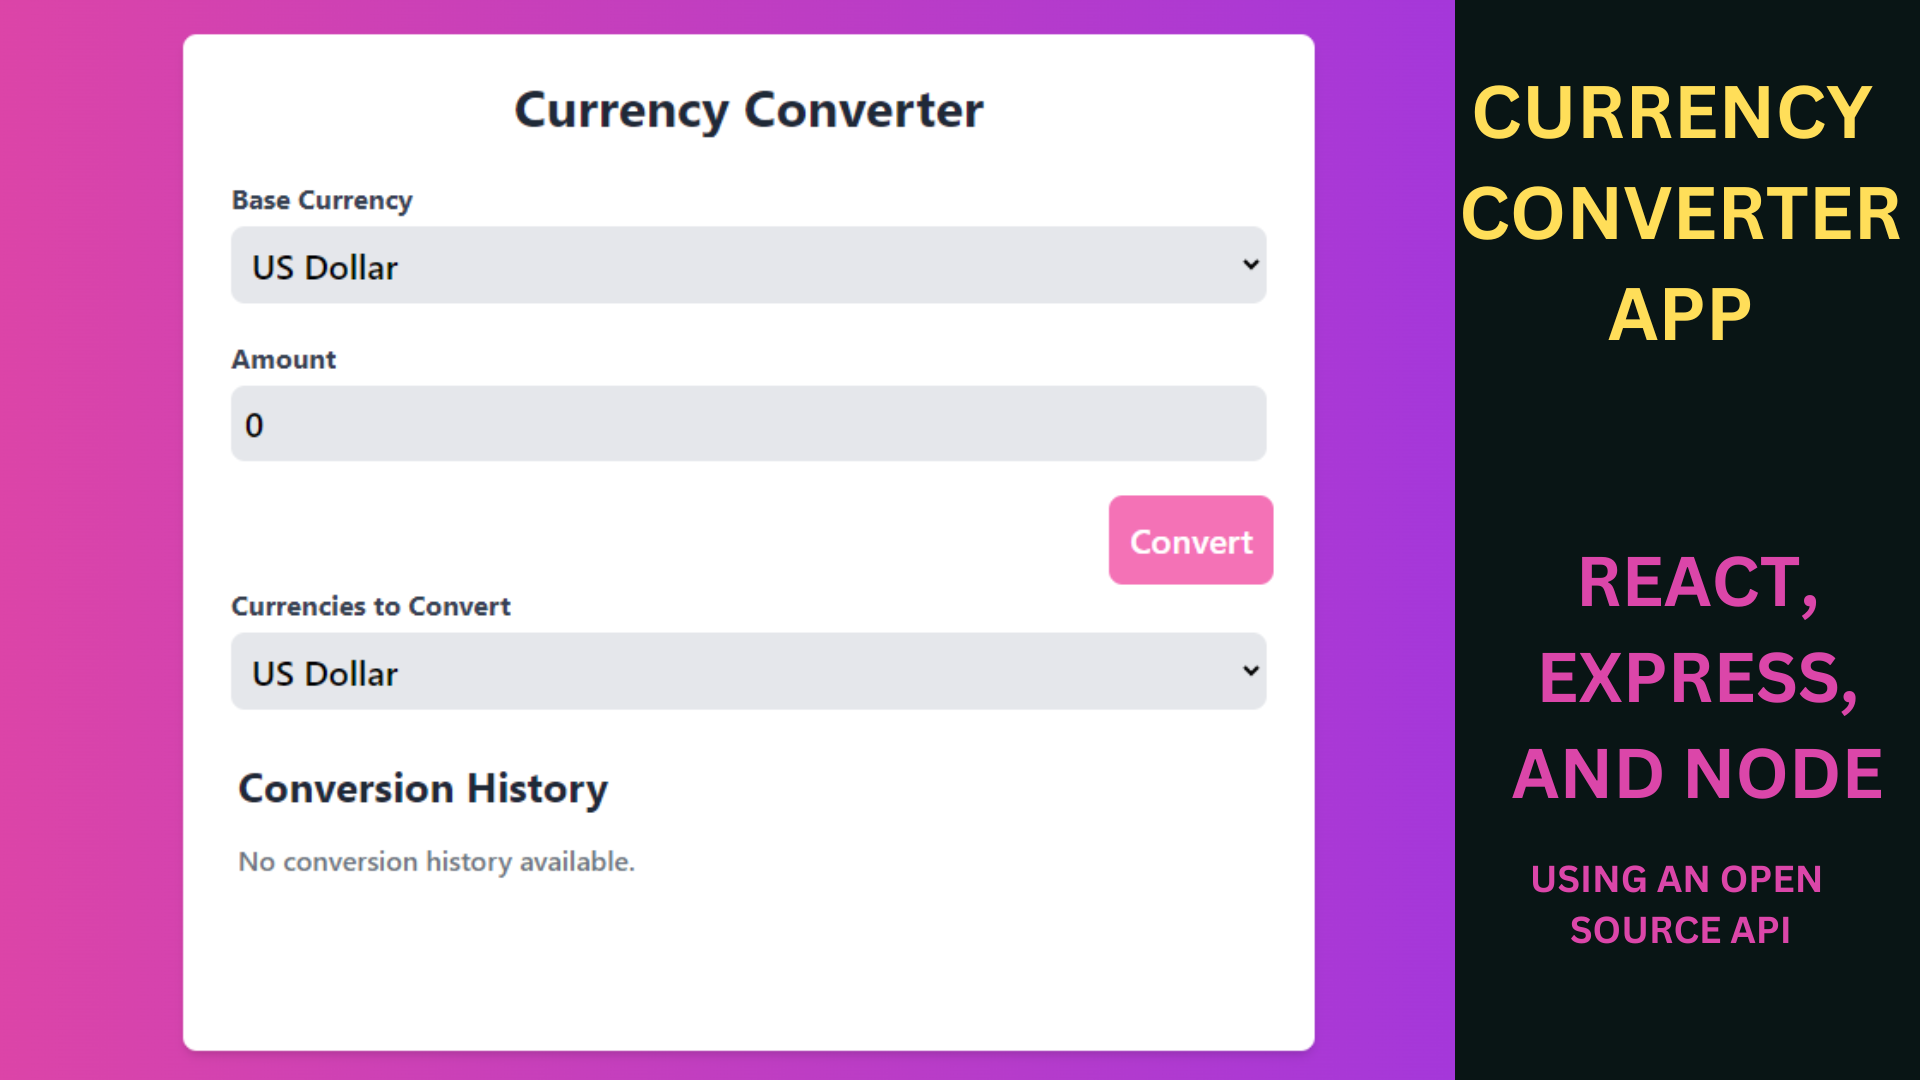 Currency Converter
Base Currency
US Dollar
Amount
0
Convert
Currencies to Convert
US Dollar
Conversion History
No conversion history available.
CURRENCY
CONVERTER
APP
REACT,
EXPRESS,
AND NODE
USING AN OPEN
SOURCE API